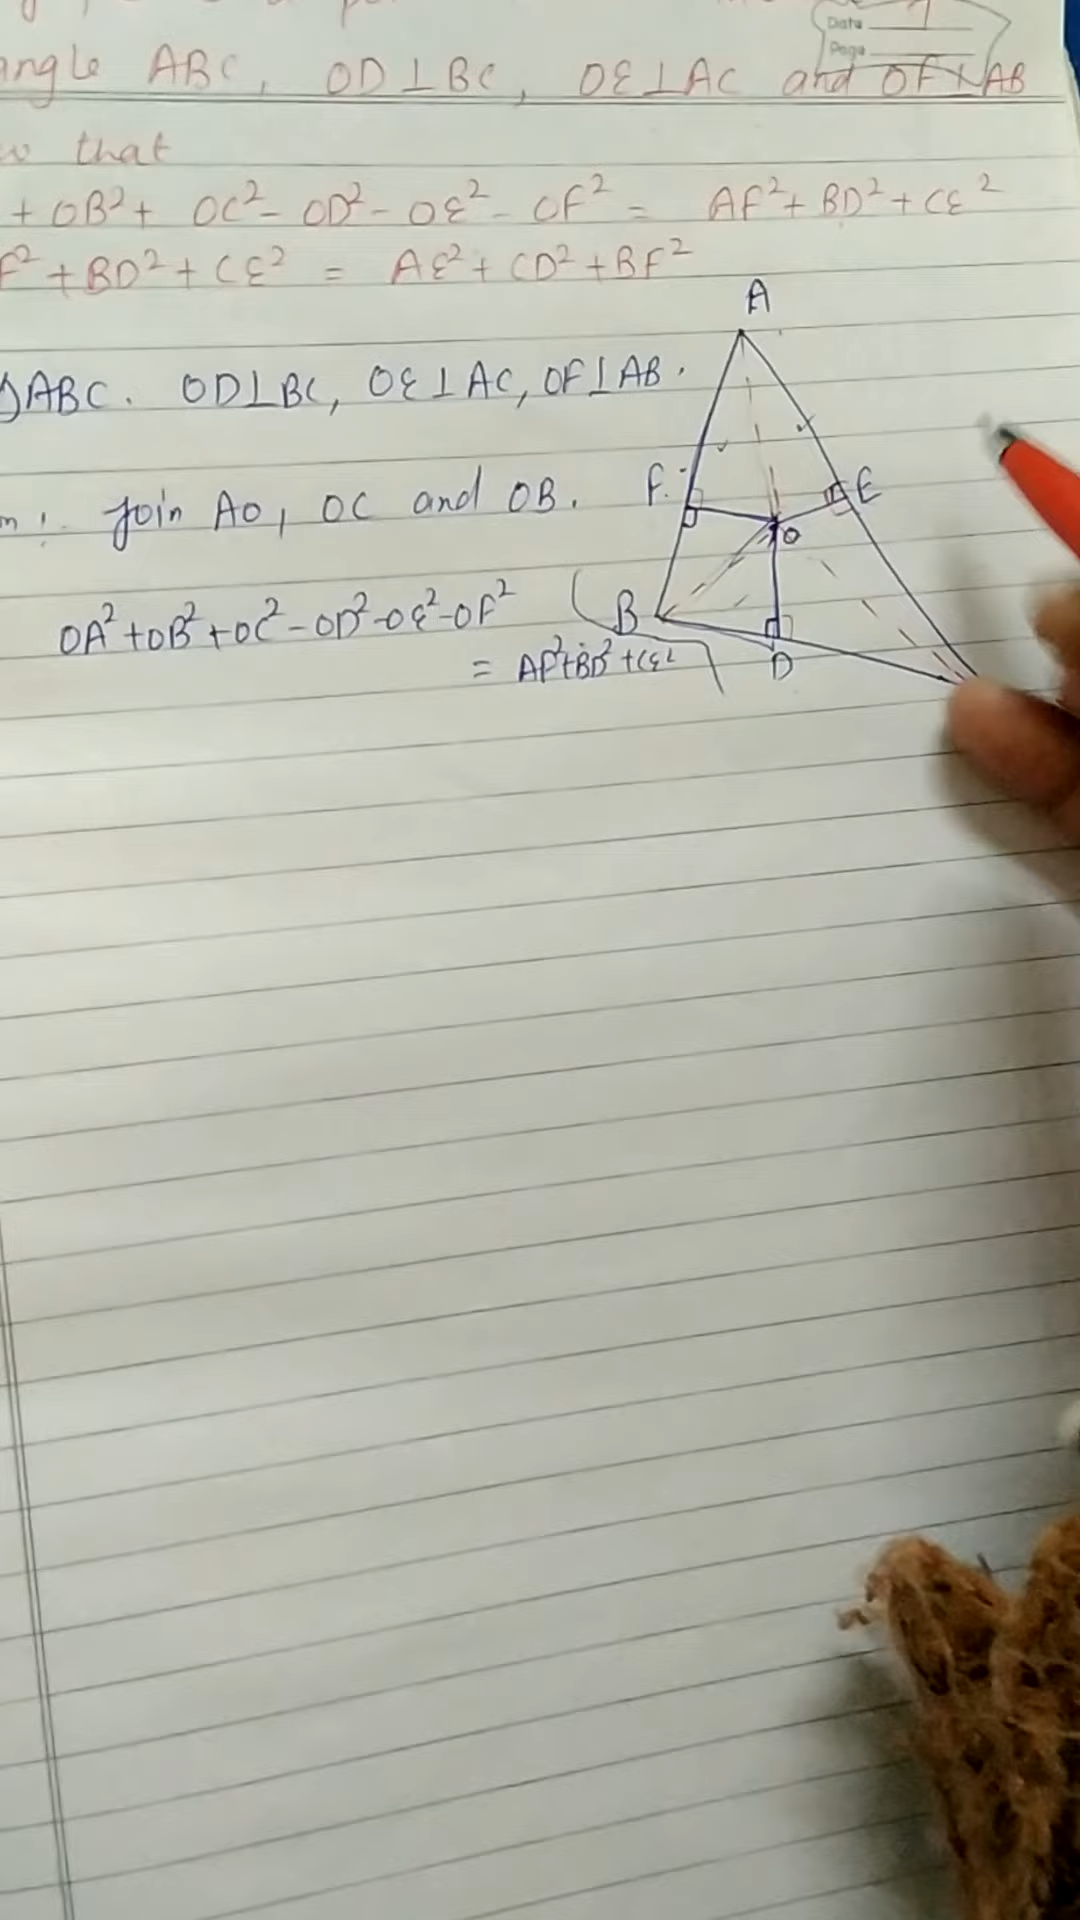 Date
Page
angle ABC, OD⊥BC, OE⊥AC and OF⊥AB
that
+ OB² + OC² - OD² - OE² - OF² = AF² + BD² + CE²
F² + BD² + CE² = AE² + CD² + BF²
A
△ABC. OD⊥BC, OE⊥AC, OF⊥AB.
F. E
Join AO, OC and OB.
O
B
OA² + OB² + OC² - OD² - OE² - OF²
= AF² + BD² + CE²
D